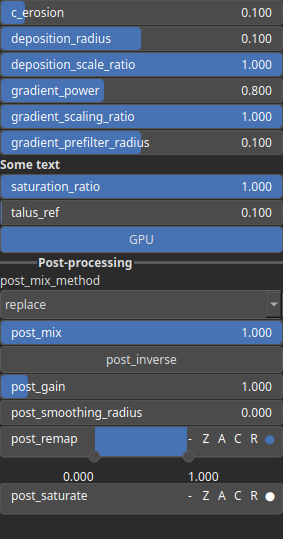 c_erosion 0.100
deposition_radius 0.100
deposition_scale_ratio 1.000
gradient_power 0.800
gradient_scaling_ratio 1.000
gradient_prefilter_radius 0.100
Some text
saturation_ratio 1.000
talus_ref 0.100
GPU
Post-processing
post_mix_method
replace
post_mix 1.000
post_inverse
post_gain 1.000
post_smoothing_radius 0.000
post_remap - Z A C R
0.000 1.000
post_saturate - Z A C R